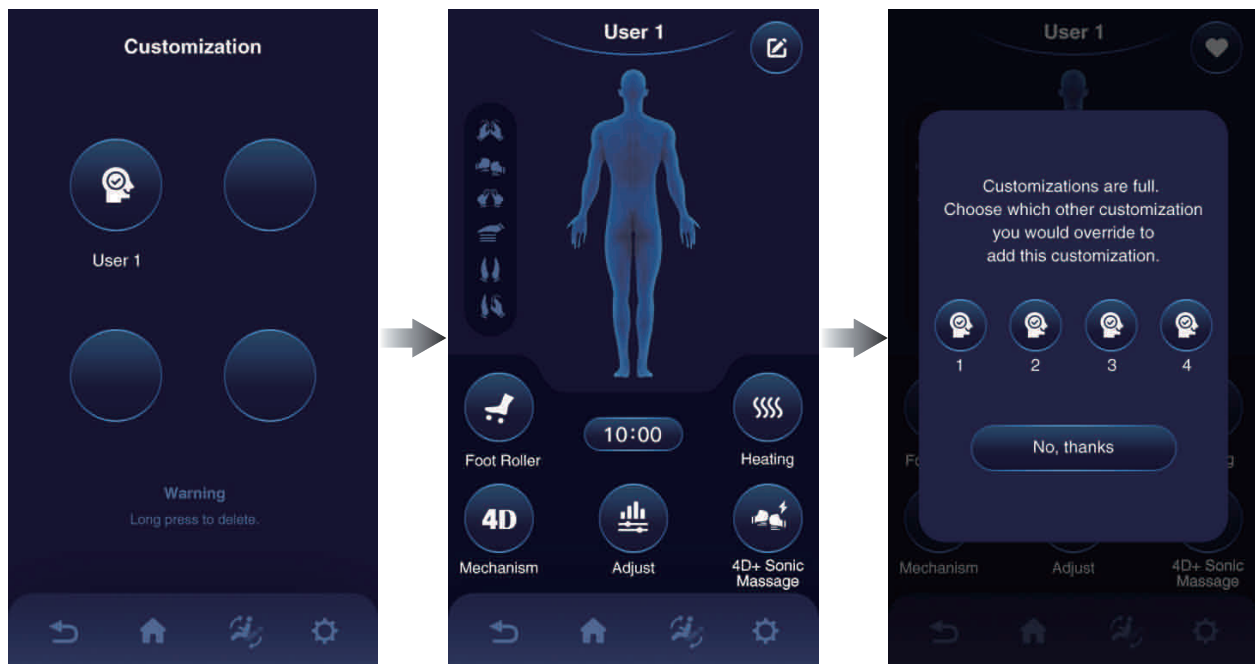 Customization
User 1
Warning
Long press to delete.
User 1
10:00
Foot Roller
Heating
4D
Mechanism
Adjust
4D+ Sonic
Massage
User 1
Customizations are full.
Choose which other customization
you would override to
add this customization.
1
2
3
4
No, thanks
Fo
g
Mechanism
Adjust
4D+ Sonic
Massage